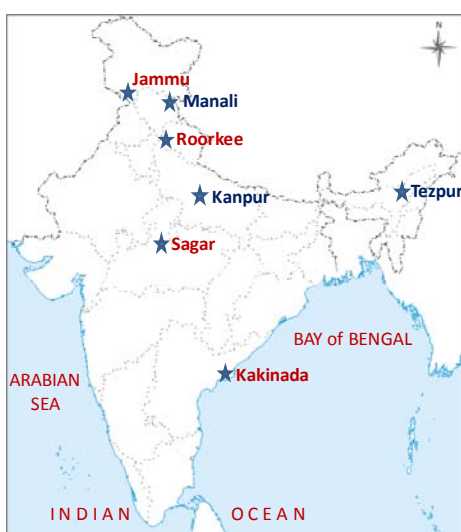 N
Jammu
Manali
Roorkee
Kanpur
Tezpur
Sagar
BAY of BENGAL
Kakinada
ARABIAN
SEA
INDIAN OCEAN